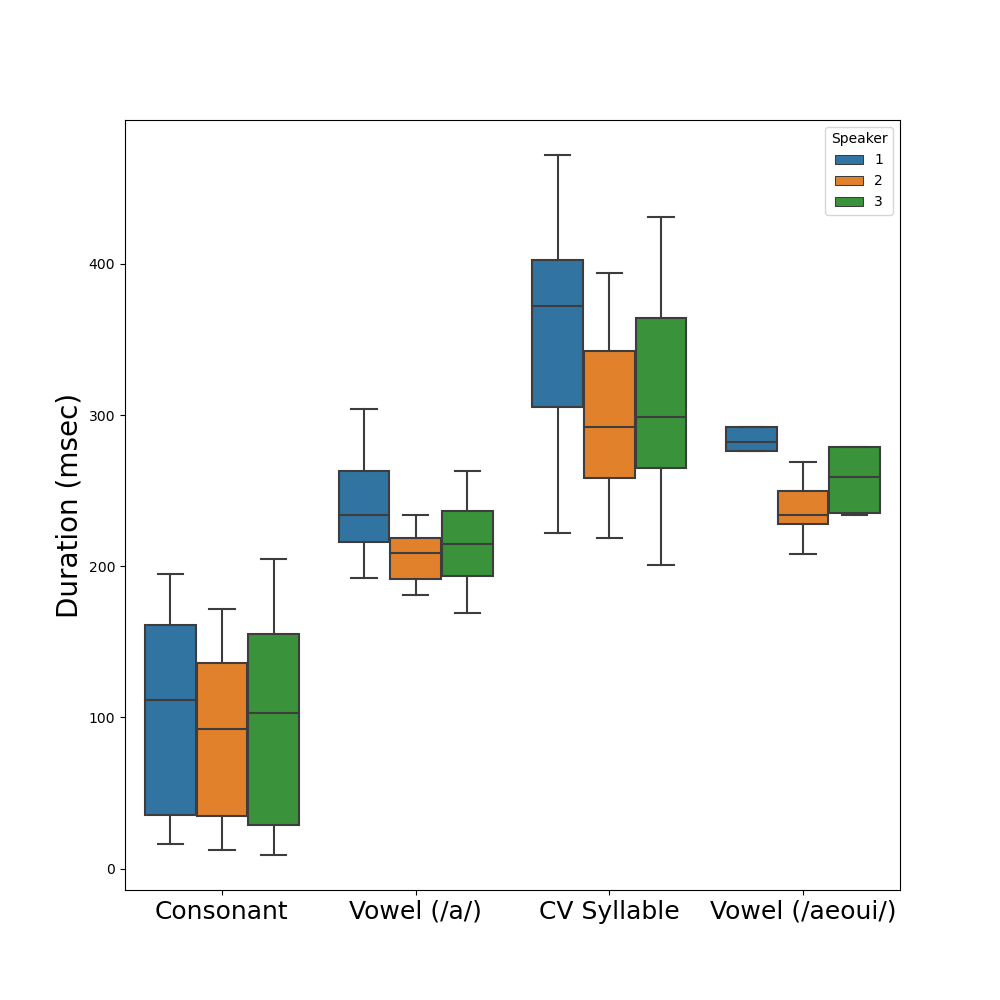 Speaker
1
2
3
400
300
200
100
0
Duration (msec)
Consonant
Vowel (/a/)
CV Syllable
Vowel (/aeoui/)